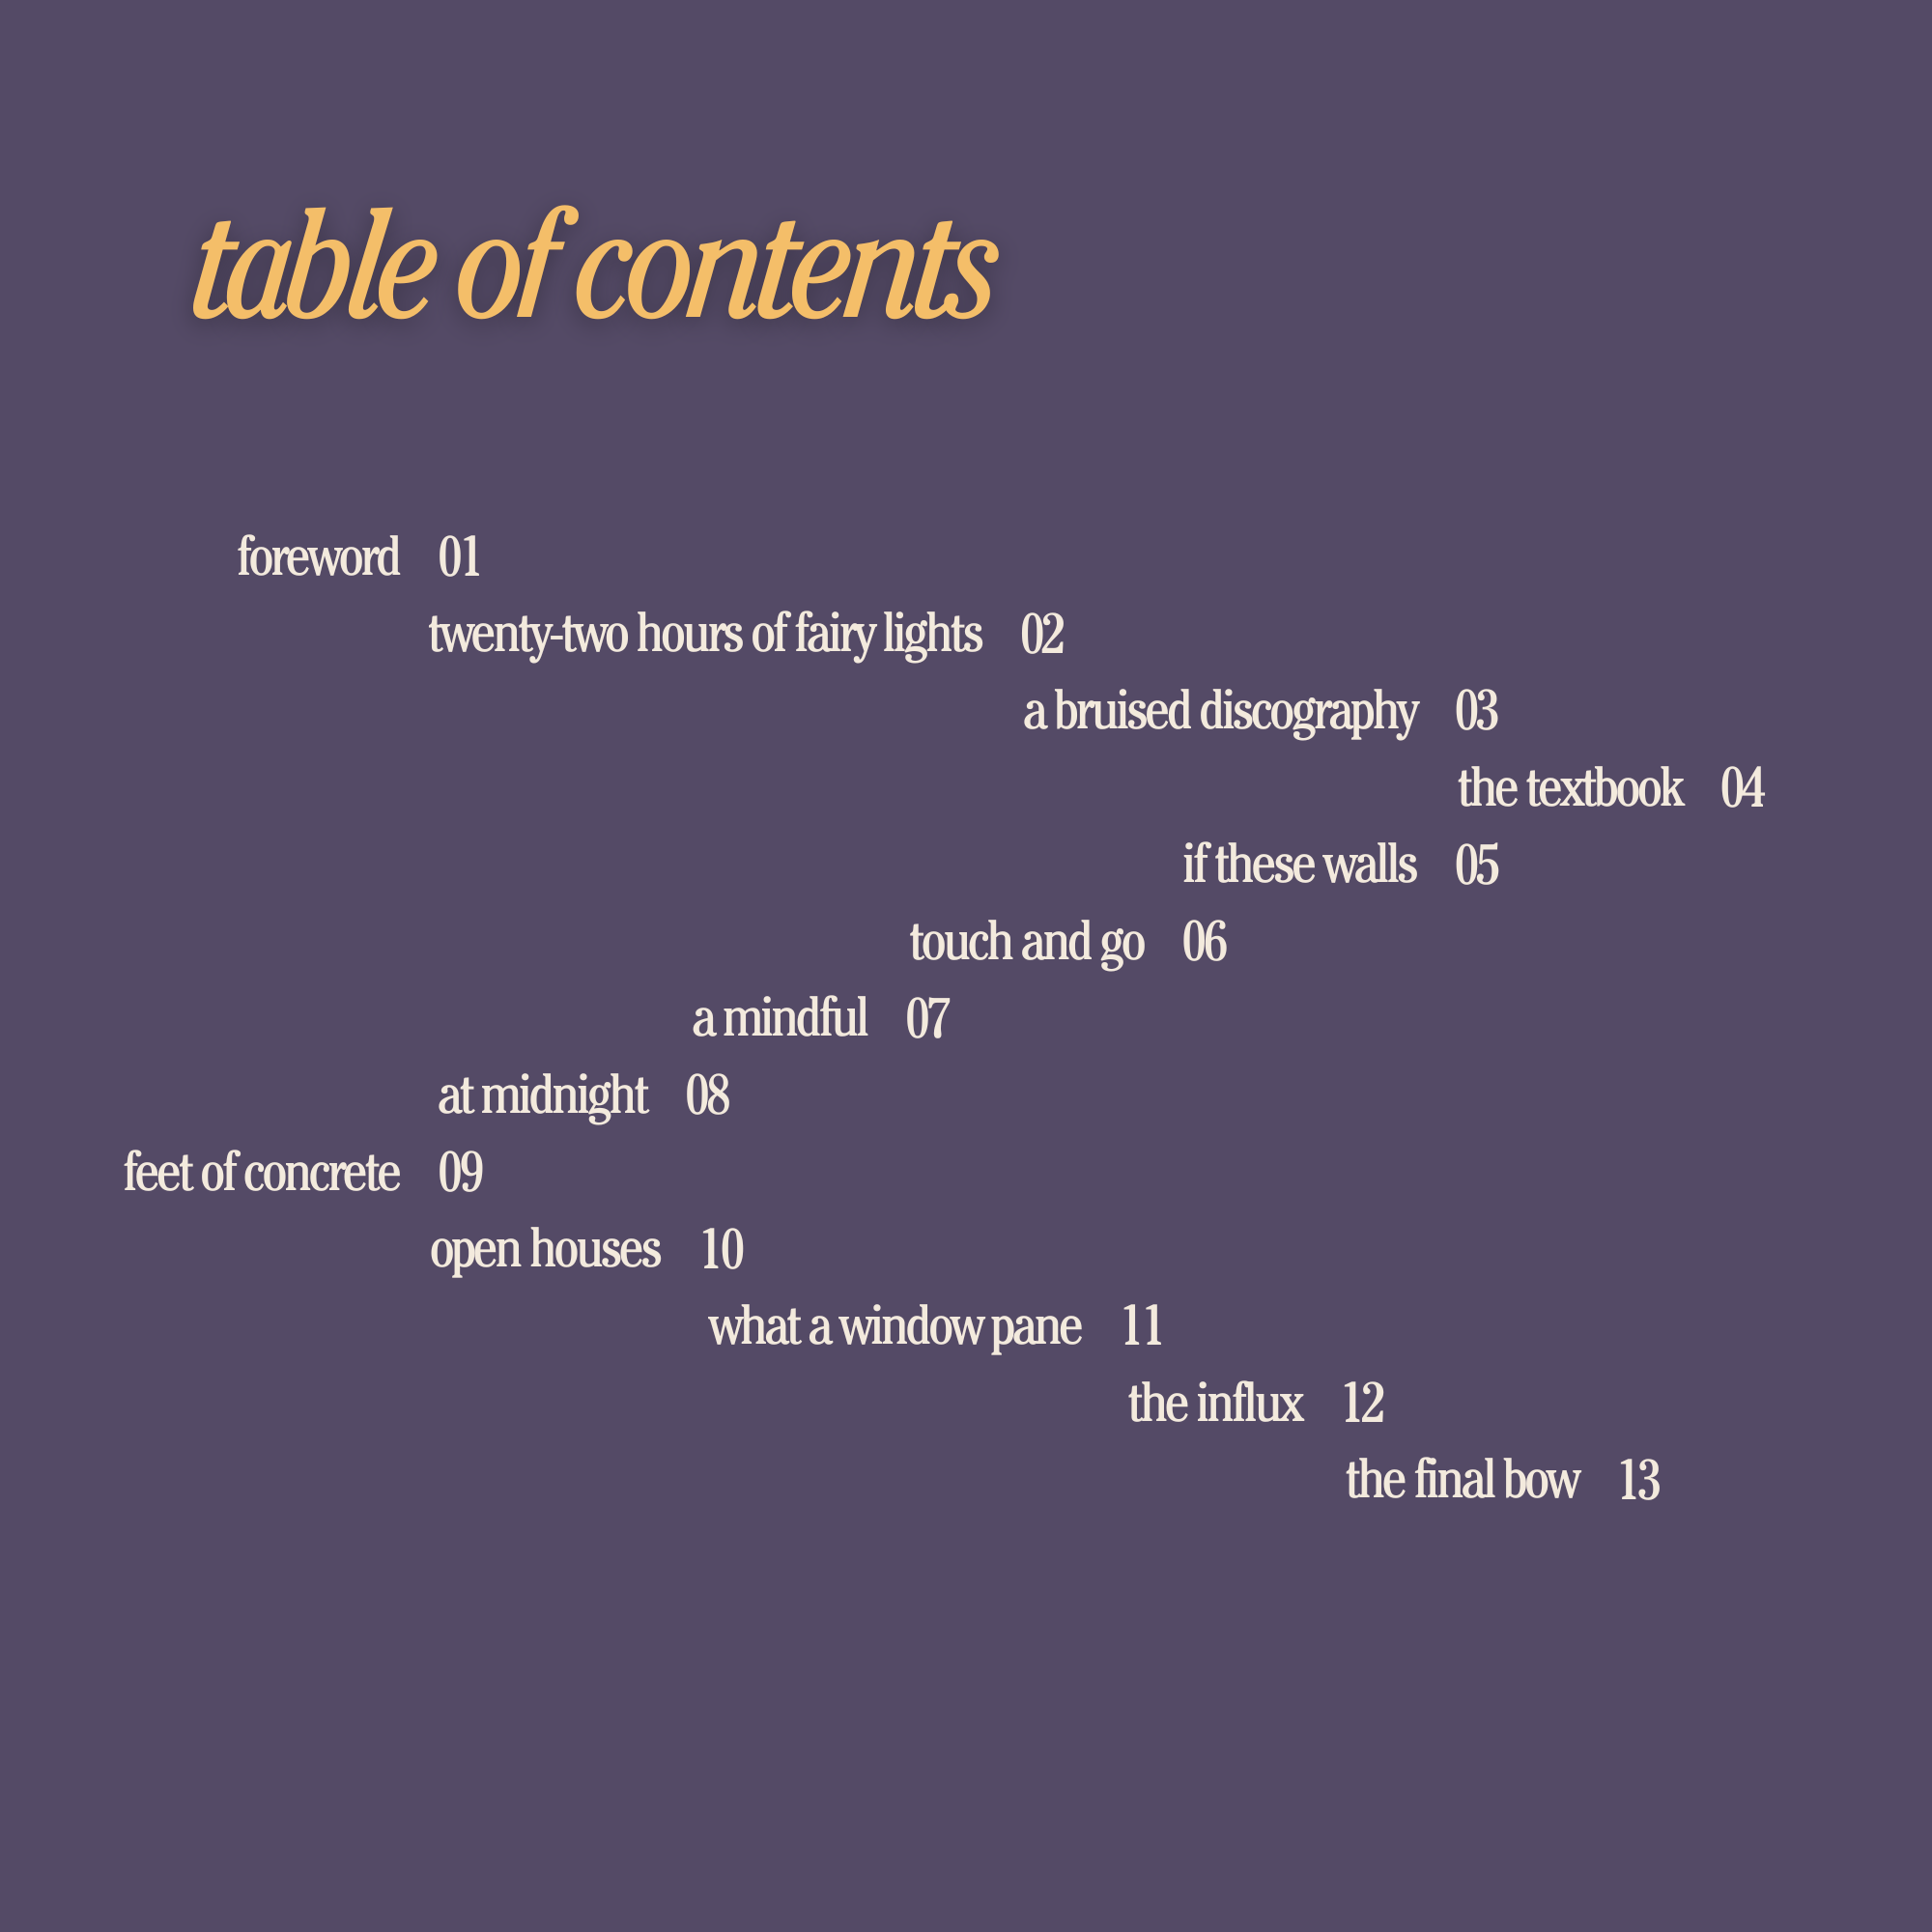 table of contents
foreword 01
twenty-two hours of fairy lights 02
a bruised discography 03
the textbook 04
if these walls 05
touch and go 06
a mindful 07
at midnight 08
feet of concrete 09
open houses 10
what a window pane 11
the influx 12
the final bow 13